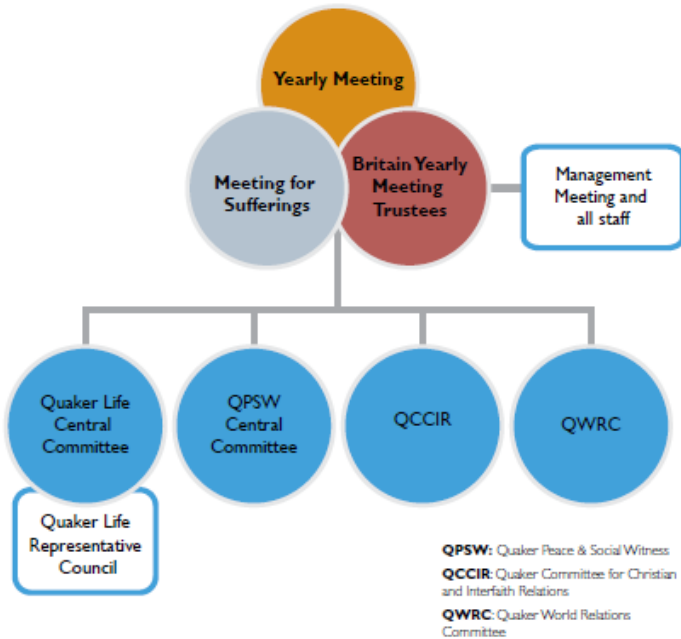 Yearly Meeting
Meeting for
Sufferings
Britain Yearly
Meeting
Trustees
Management
Meeting and
all staff
Quaker Life
Central
Committee
QPSW
Central
Committee
QCCIR
QWRC
Quaker Life
Representative
Council
QPSW: Quaker Peace & Social Witness
QCCIR: Quaker Committee for Christian
and Interfaith Relations
QWRC: Quaker World Relations
Committee